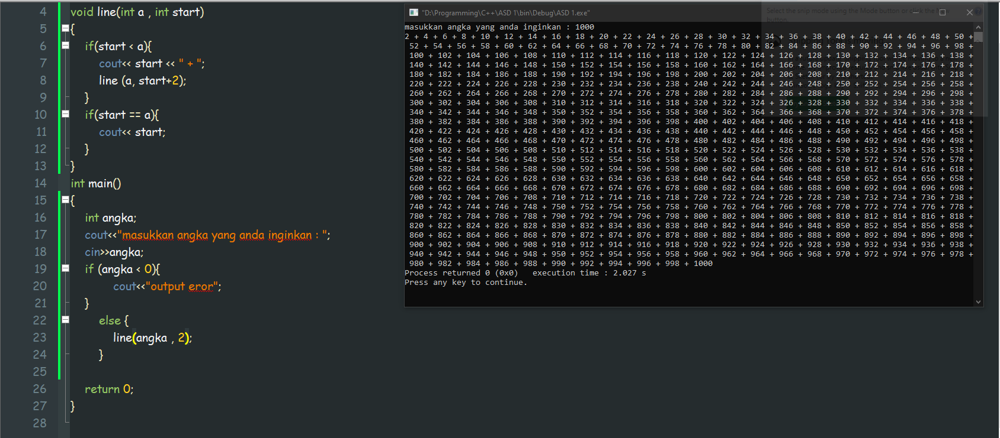 4 void line(int a , int start)
5 {
6 if(start < a){
7 cout<< start << " + ";
8 line (a, start+2);
9 }
10 if(start == a){
11 cout<< start;
12 }
13 }
14 int main()
15 {
16 int angka;
17 cout<<"masukkan angka yang anda inginkan : ";
18 cin>>angka;
19 if (angka < 0){
20 cout<<"output eror";
21 }
22 else {
23 line(angka , 2);
24 }
25
26 return 0;
27 }
28
"D:\Programming\C++\ASD 1\bin\Debug\ASD 1.exe"
Select the snip mode using the Mode button or click the New
button.
masukkan angka yang anda inginkan : 1000
2 + 4 + 6 + 8 + 10 + 12 + 14 + 16 + 18 + 20 + 22 + 24 + 26 + 28 + 30 + 32 + 34 + 36 + 38 + 40 + 42 + 44 + 46 + 48 + 50 +
52 + 54 + 56 + 58 + 60 + 62 + 64 + 66 + 68 + 70 + 72 + 74 + 76 + 78 + 80 + 82 + 84 + 86 + 88 + 90 + 92 + 94 + 96 + 98 +
100 + 102 + 104 + 106 + 108 + 110 + 112 + 114 + 116 + 118 + 120 + 122 + 124 + 126 + 128 + 130 + 132 + 134 + 136 + 138 +
140 + 142 + 144 + 146 + 148 + 150 + 152 + 154 + 156 + 158 + 160 + 162 + 164 + 166 + 168 + 170 + 172 + 174 + 176 + 178 +
180 + 182 + 184 + 186 + 188 + 190 + 192 + 194 + 196 + 198 + 200 + 202 + 204 + 206 + 208 + 210 + 212 + 214 + 216 + 218 +
220 + 222 + 224 + 226 + 228 + 230 + 232 + 234 + 236 + 238 + 240 + 242 + 244 + 246 + 248 + 250 + 252 + 254 + 256 + 258 +
260 + 262 + 264 + 266 + 268 + 270 + 272 + 274 + 276 + 278 + 280 + 282 + 284 + 286 + 288 + 290 + 292 + 294 + 296 + 298 +
300 + 302 + 304 + 306 + 308 + 310 + 312 + 314 + 316 + 318 + 320 + 322 + 324 + 326 + 328 + 330 + 332 + 334 + 336 + 338 +
340 + 342 + 344 + 346 + 348 + 350 + 352 + 354 + 356 + 358 + 360 + 362 + 364 + 366 + 368 + 370 + 372 + 374 + 376 + 378 +
380 + 382 + 384 + 386 + 388 + 390 + 392 + 394 + 396 + 398 + 400 + 402 + 404 + 406 + 408 + 410 + 412 + 414 + 416 + 418 +
420 + 422 + 424 + 426 + 428 + 430 + 432 + 434 + 436 + 438 + 440 + 442 + 444 + 446 + 448 + 450 + 452 + 454 + 456 + 458 +
460 + 462 + 464 + 466 + 468 + 470 + 472 + 474 + 476 + 478 + 480 + 482 + 484 + 486 + 488 + 490 + 492 + 494 + 496 + 498 +
500 + 502 + 504 + 506 + 508 + 510 + 512 + 514 + 516 + 518 + 520 + 522 + 524 + 526 + 528 + 530 + 532 + 534 + 536 + 538 +
540 + 542 + 544 + 546 + 548 + 550 + 552 + 554 + 556 + 558 + 560 + 562 + 564 + 566 + 568 + 570 + 572 + 574 + 576 + 578 +
580 + 582 + 584 + 586 + 588 + 590 + 592 + 594 + 596 + 598 + 600 + 602 + 604 + 606 + 608 + 610 + 612 + 614 + 616 + 618 +
620 + 622 + 624 + 626 + 628 + 630 + 632 + 634 + 636 + 638 + 640 + 642 + 644 + 646 + 648 + 650 + 652 + 654 + 656 + 658 +
660 + 662 + 664 + 666 + 668 + 670 + 672 + 674 + 676 + 678 + 680 + 682 + 684 + 686 + 688 + 690 + 692 + 694 + 696 + 698 +
700 + 702 + 704 + 706 + 708 + 710 + 712 + 714 + 716 + 718 + 720 + 722 + 724 + 726 + 728 + 730 + 732 + 734 + 736 + 738 +
740 + 742 + 744 + 746 + 748 + 750 + 752 + 754 + 756 + 758 + 760 + 762 + 764 + 766 + 768 + 770 + 772 + 774 + 776 + 778 +
780 + 782 + 784 + 786 + 788 + 790 + 792 + 794 + 796 + 798 + 800 + 802 + 804 + 806 + 808 + 810 + 812 + 814 + 816 + 818 +
820 + 822 + 824 + 826 + 828 + 830 + 832 + 834 + 836 + 838 + 840 + 842 + 844 + 846 + 848 + 850 + 852 + 854 + 856 + 858 +
860 + 862 + 864 + 866 + 868 + 870 + 872 + 874 + 876 + 878 + 880 + 882 + 884 + 886 + 888 + 890 + 892 + 894 + 896 + 898 +
900 + 902 + 904 + 906 + 908 + 910 + 912 + 914 + 916 + 918 + 920 + 922 + 924 + 926 + 928 + 930 + 932 + 934 + 936 + 938 +
940 + 942 + 944 + 946 + 948 + 950 + 952 + 954 + 956 + 958 + 960 + 962 + 964 + 966 + 968 + 970 + 972 + 974 + 976 + 978 +
980 + 982 + 984 + 986 + 988 + 990 + 992 + 994 + 996 + 998 + 1000
Process returned 0 (0x0)   execution time : 2.027 s
Press any key to continue.